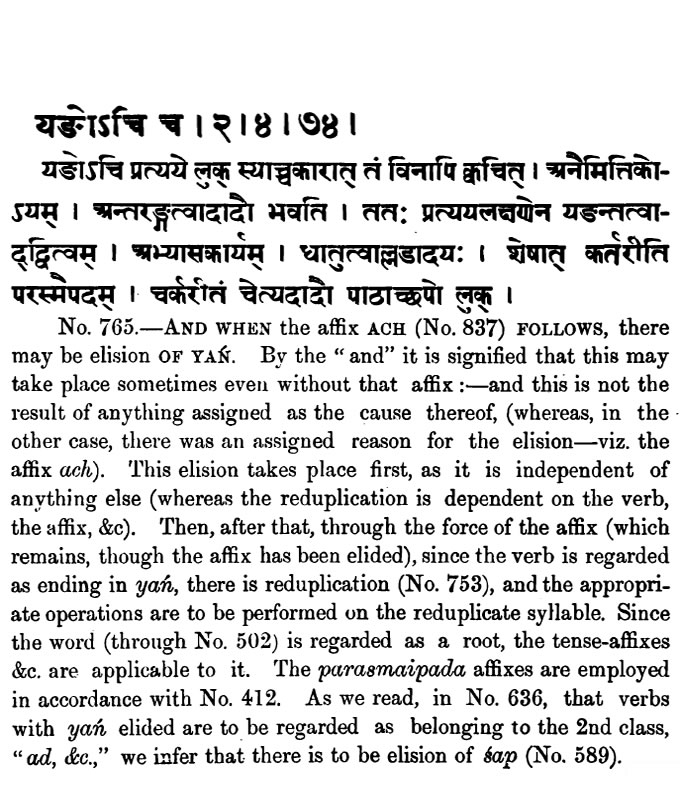 यङोऽचि च । २ । ४ । ७४ ।
यङोऽचि प्रत्यये लुक् स्याच्चकारात् तं विनापि क्वचित् । अनैमित्तिको-
ऽयम् । अन्तरङ्गत्वादादौ भवति । ततः प्रत्ययलक्षणेन यङन्तत्वा-
द्द्वित्वम् । अभ्यासकार्यम् । धातुत्वाल्लडादयः । शेषात् कर्तरीति
परस्मैपदम् । चर्करीतं चेत्यदादौ पाठाच्छपो लुक् ।
No. 765.—AND WHEN the affix ACH (No. 837) FOLLOWS, there
may be elision OF YAŃ. By the “and” it is signified that this may
take place sometimes even without that affix :—and this is not the
result of anything assigned as the cause thereof, (whereas, in the
other case, there was an assigned reason for the elision—viz. the
affix ach). This elision takes place first, as it is independent of
anything else (whereas the reduplication is dependent on the verb,
the affix, &c). Then, after that, through the force of the affix (which
remains, though the affix has been elided), since the verb is regarded
as ending in yań, there is reduplication (No. 753), and the appropri-
ate operations are to be performed on the reduplicate syllable. Since
the word (through No. 502) is regarded as a root, the tense-affixes
&c. are applicable to it. The parasmaipada affixes are employed
in accordance with No. 412. As we read, in No. 636, that verbs
with yań elided are to be regarded as belonging to the 2nd class,
“ad, &c.,” we infer that there is to be elision of śap (No. 589).